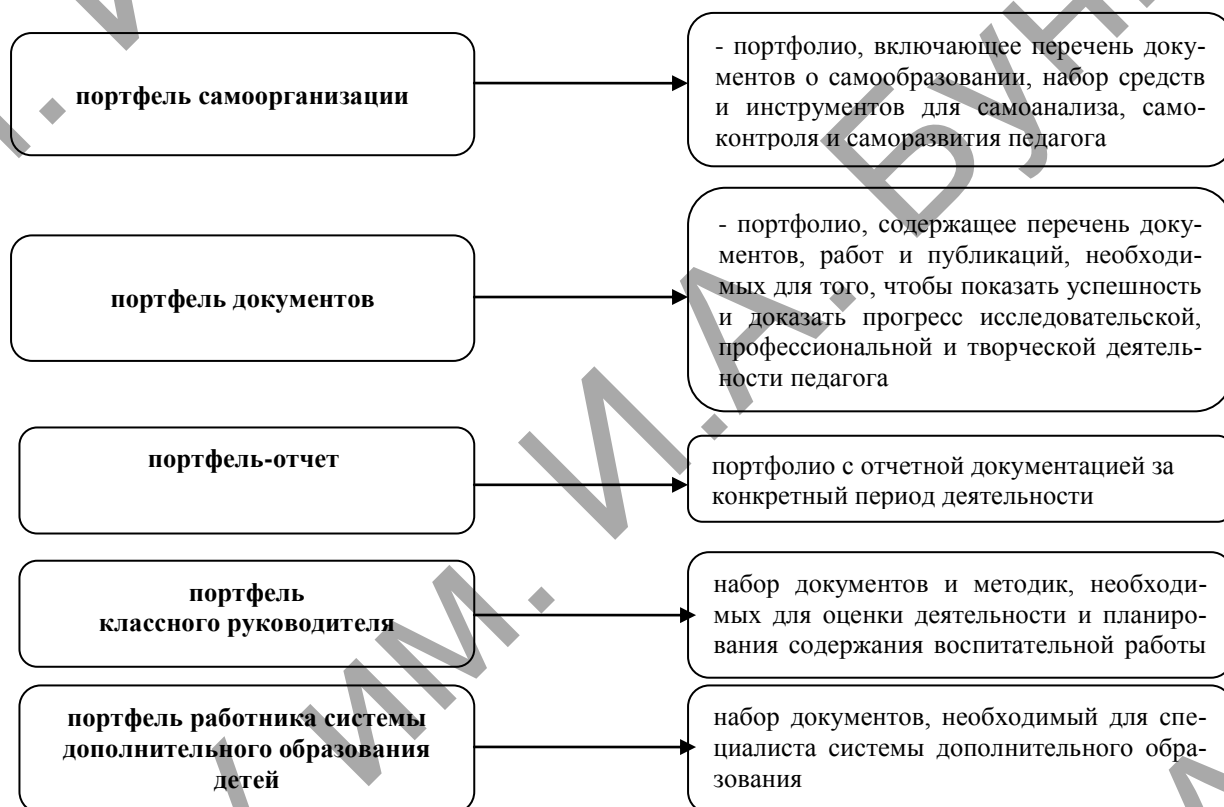 портфель самоорганизации
- портфолио, включающее перечень доку-
ментов о самообразовании, набор средств
и инструментов для самоанализа, само-
контроля и саморазвития педагога
портфель документов
- портфолио, содержащее перечень доку-
ментов, работ и публикаций, необходи-
мых для того, чтобы показать успешность
и доказать прогресс исследовательской,
профессиональной и творческой деятель-
ности педагога
портфель-отчет
портфолио с отчетной документацией за
конкретный период деятельности
портфель
классного руководителя
набор документов и методик, необходи-
мых для оценки деятельности и планиро-
вания содержания воспитательной работы
портфель работника системы
дополнительного образования
детей
набор документов, необходимый для спе-
циалиста системы дополнительного обра-
зования
им. И.А. Бун